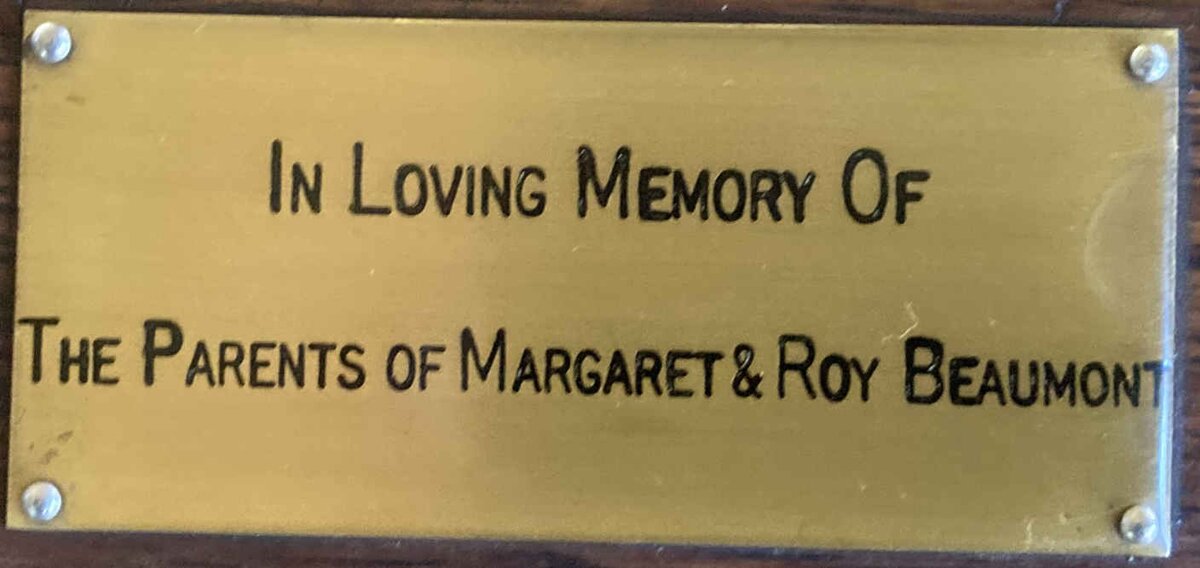 In Loving Memory Of
The Parents of Margaret & Roy Beaumont